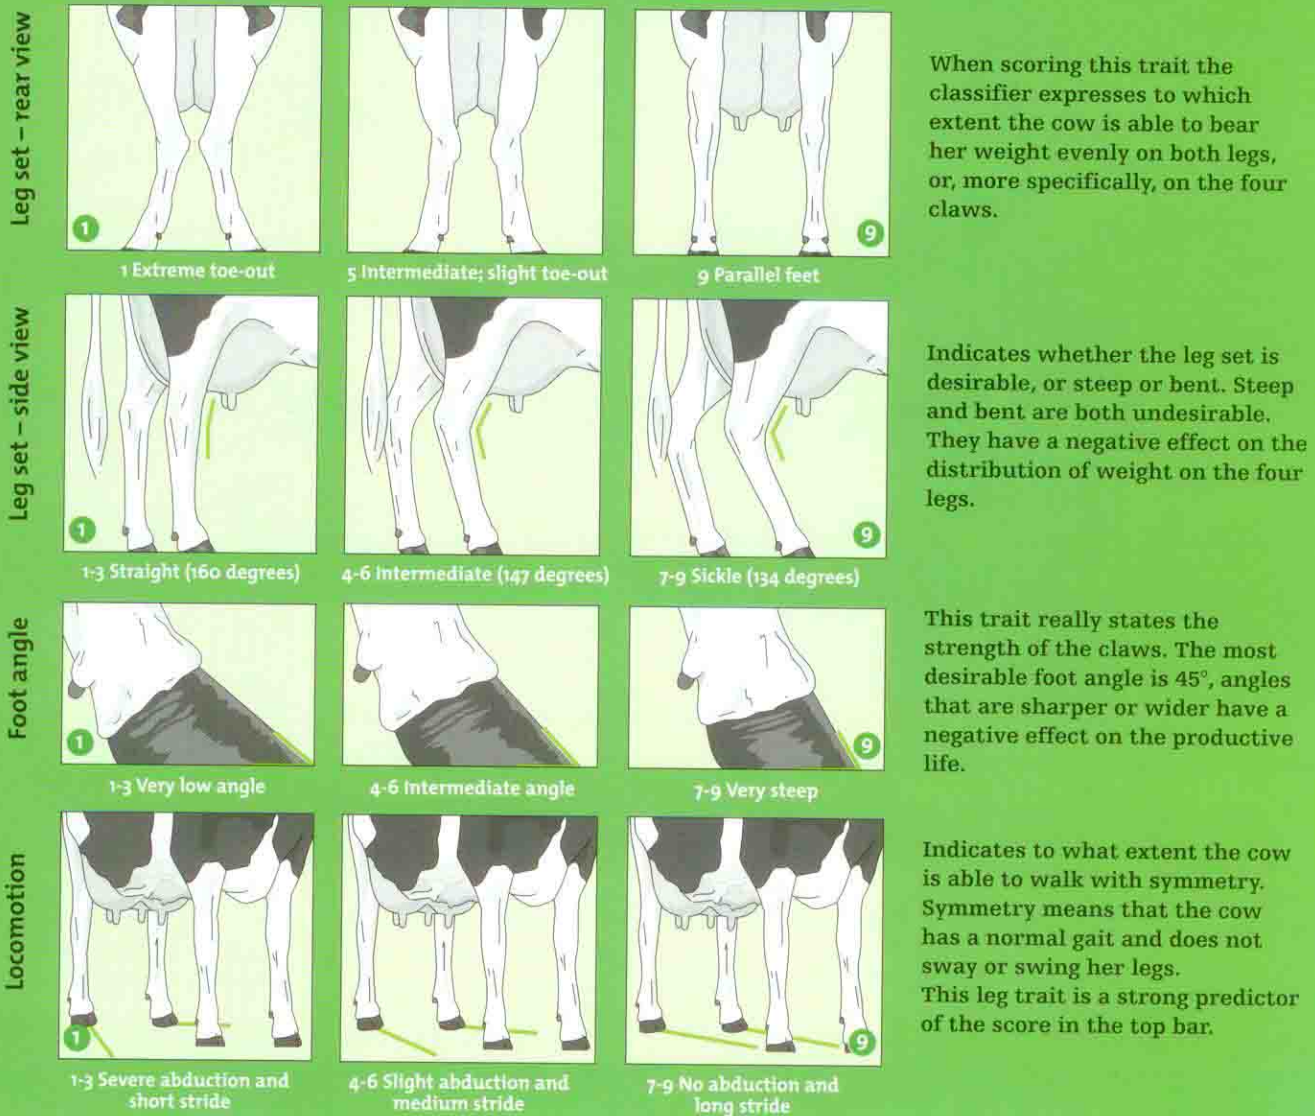 Leg set – rear view
1
9
1 Extreme toe-out
5 Intermediate; slight toe-out
9 Parallel feet
When scoring this trait the
classifier expresses to which
extent the cow is able to bear
her weight evenly on both legs,
or, more specifically, on the four
claws.
Leg set – side view
1
9
1-3 Straight (160 degrees)
4-6 Intermediate (147 degrees)
7-9 Sickle (134 degrees)
Indicates whether the leg set is
desirable, or steep or bent. Steep
and bent are both undesirable.
They have a negative effect on the
distribution of weight on the four
legs.
Foot angle
1
9
1-3 Very low angle
4-6 Intermediate angle
7-9 Very steep
This trait really states the
strength of the claws. The most
desirable foot angle is 45°, angles
that are sharper or wider have a
negative effect on the productive
life.
Locomotion
1
9
1-3 Severe abduction and
short stride
4-6 Slight abduction and
medium stride
7-9 No abduction and
long stride
Indicates to what extent the cow
is able to walk with symmetry.
Symmetry means that the cow
has a normal gait and does not
sway or swing her legs.
This leg trait is a strong predictor
of the score in the top bar.